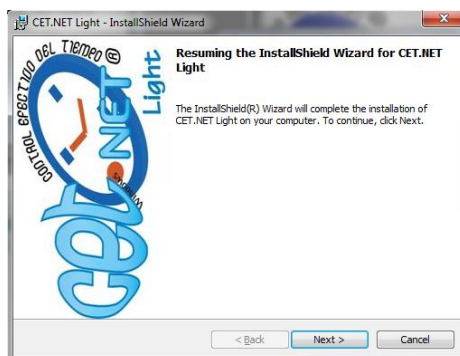 CET.NET Light - InstallShield Wizard
CONTROL EFECTIVO DEL TIEMPO @
cet.NET
Light
Windows
Resuming the InstallShield Wizard for CET.NET
Light
The InstallShield(R) Wizard will complete the installation of
CET.NET Light on your computer. To continue, click Next.
< Back
Next >
Cancel